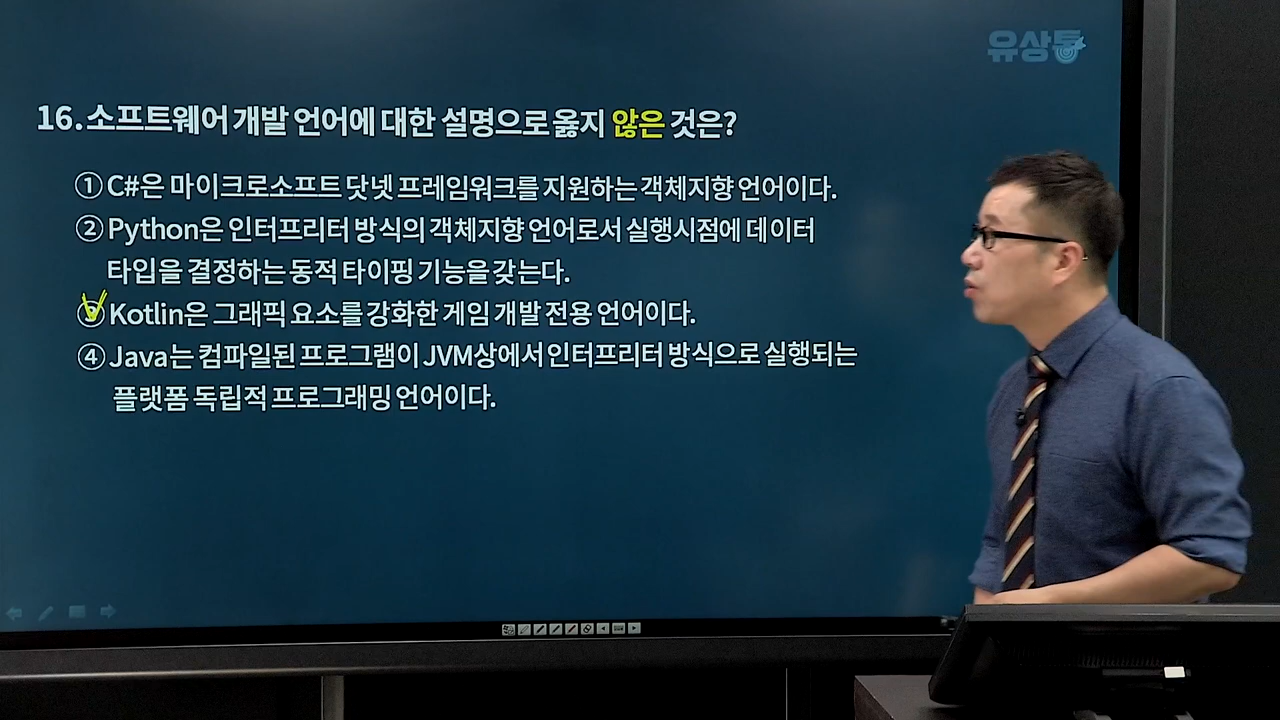 유상통
16. 소프트웨어 개발 언어에 대한 설명으로 옳지 않은 것은?
① C#은 마이크로소프트 닷넷 프레임워크를 지원하는 객체지향 언어이다.
② Python은 인터프리터 방식의 객체지향 언어로서 실행시점에 데이터
타입을 결정하는 동적 타이핑 기능을 갖는다.
③ Kotlin은 그래픽 요소를 강화한 게임 개발 전용 언어이다.
④ Java는 컴파일된 프로그램이 JVM상에서 인터프리터 방식으로 실행되는
플랫폼 독립적 프로그래밍 언어이다.